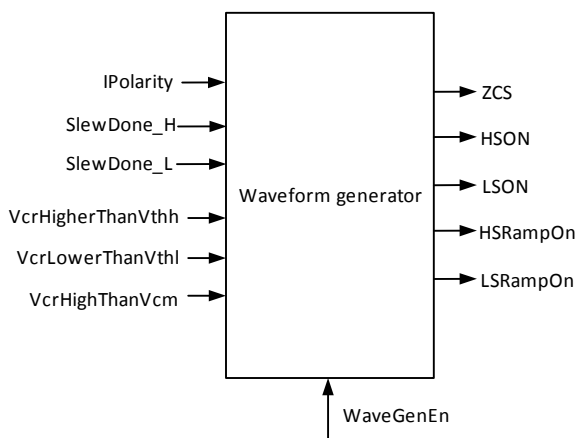 IPolarity
SlewDone_H
SlewDone_L
VcrHigherThanVthh
VcrLowerThanVthl
VcrHighThanVcm
Waveform generator
ZCS
HSON
LSON
HSRampOn
LSRampOn
WaveGenEn